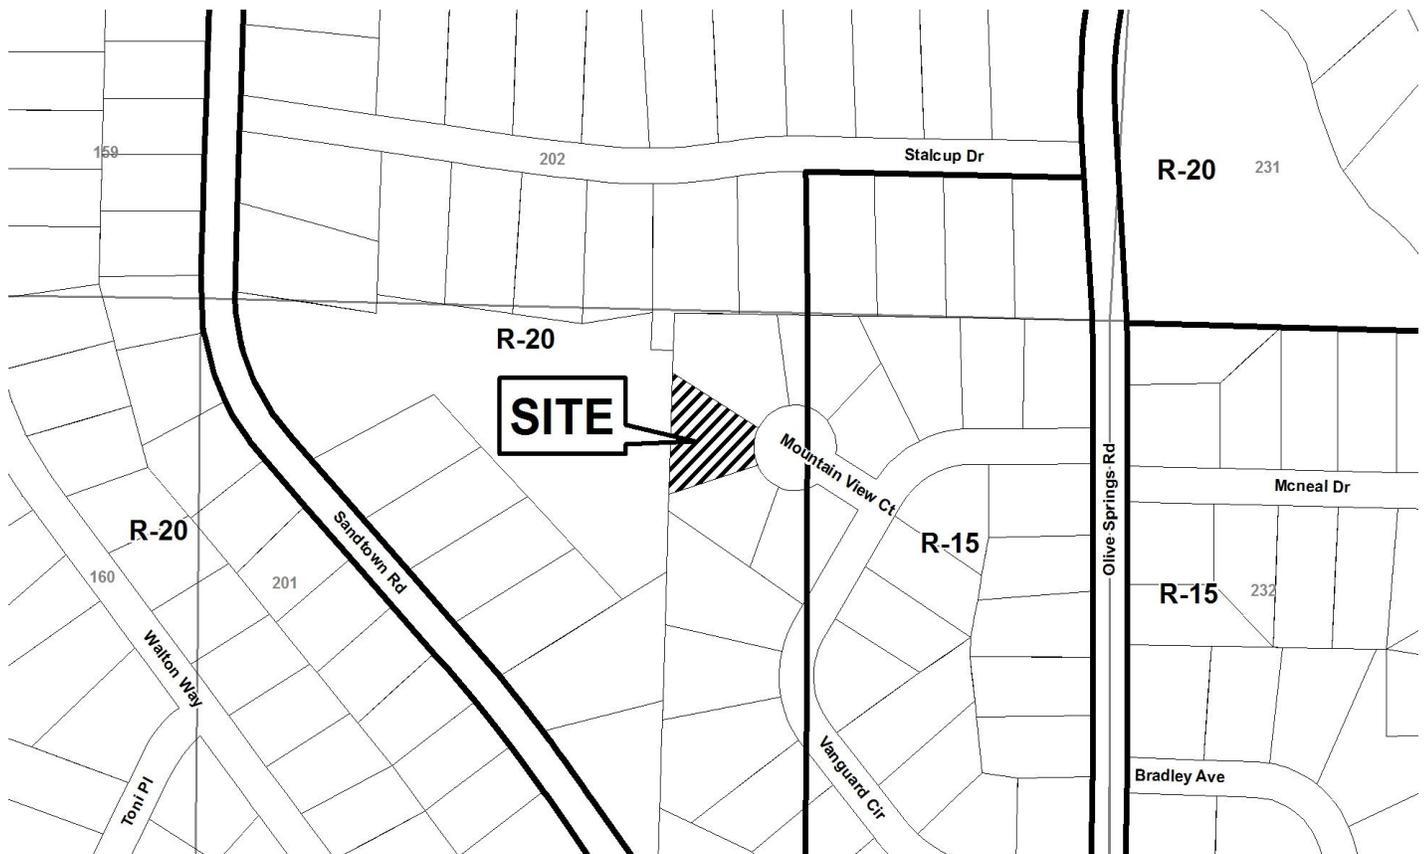 159
202
Stalcup Dr
R-20
231
R-20
SITE
Mountain View Ct
Olive Springs Rd
Mcneal Dr
R-20
Sandtown Rd
R-15
160
201
R-15
232
Walton Way
Toni Pl
Vanguard Cir
Bradley Ave